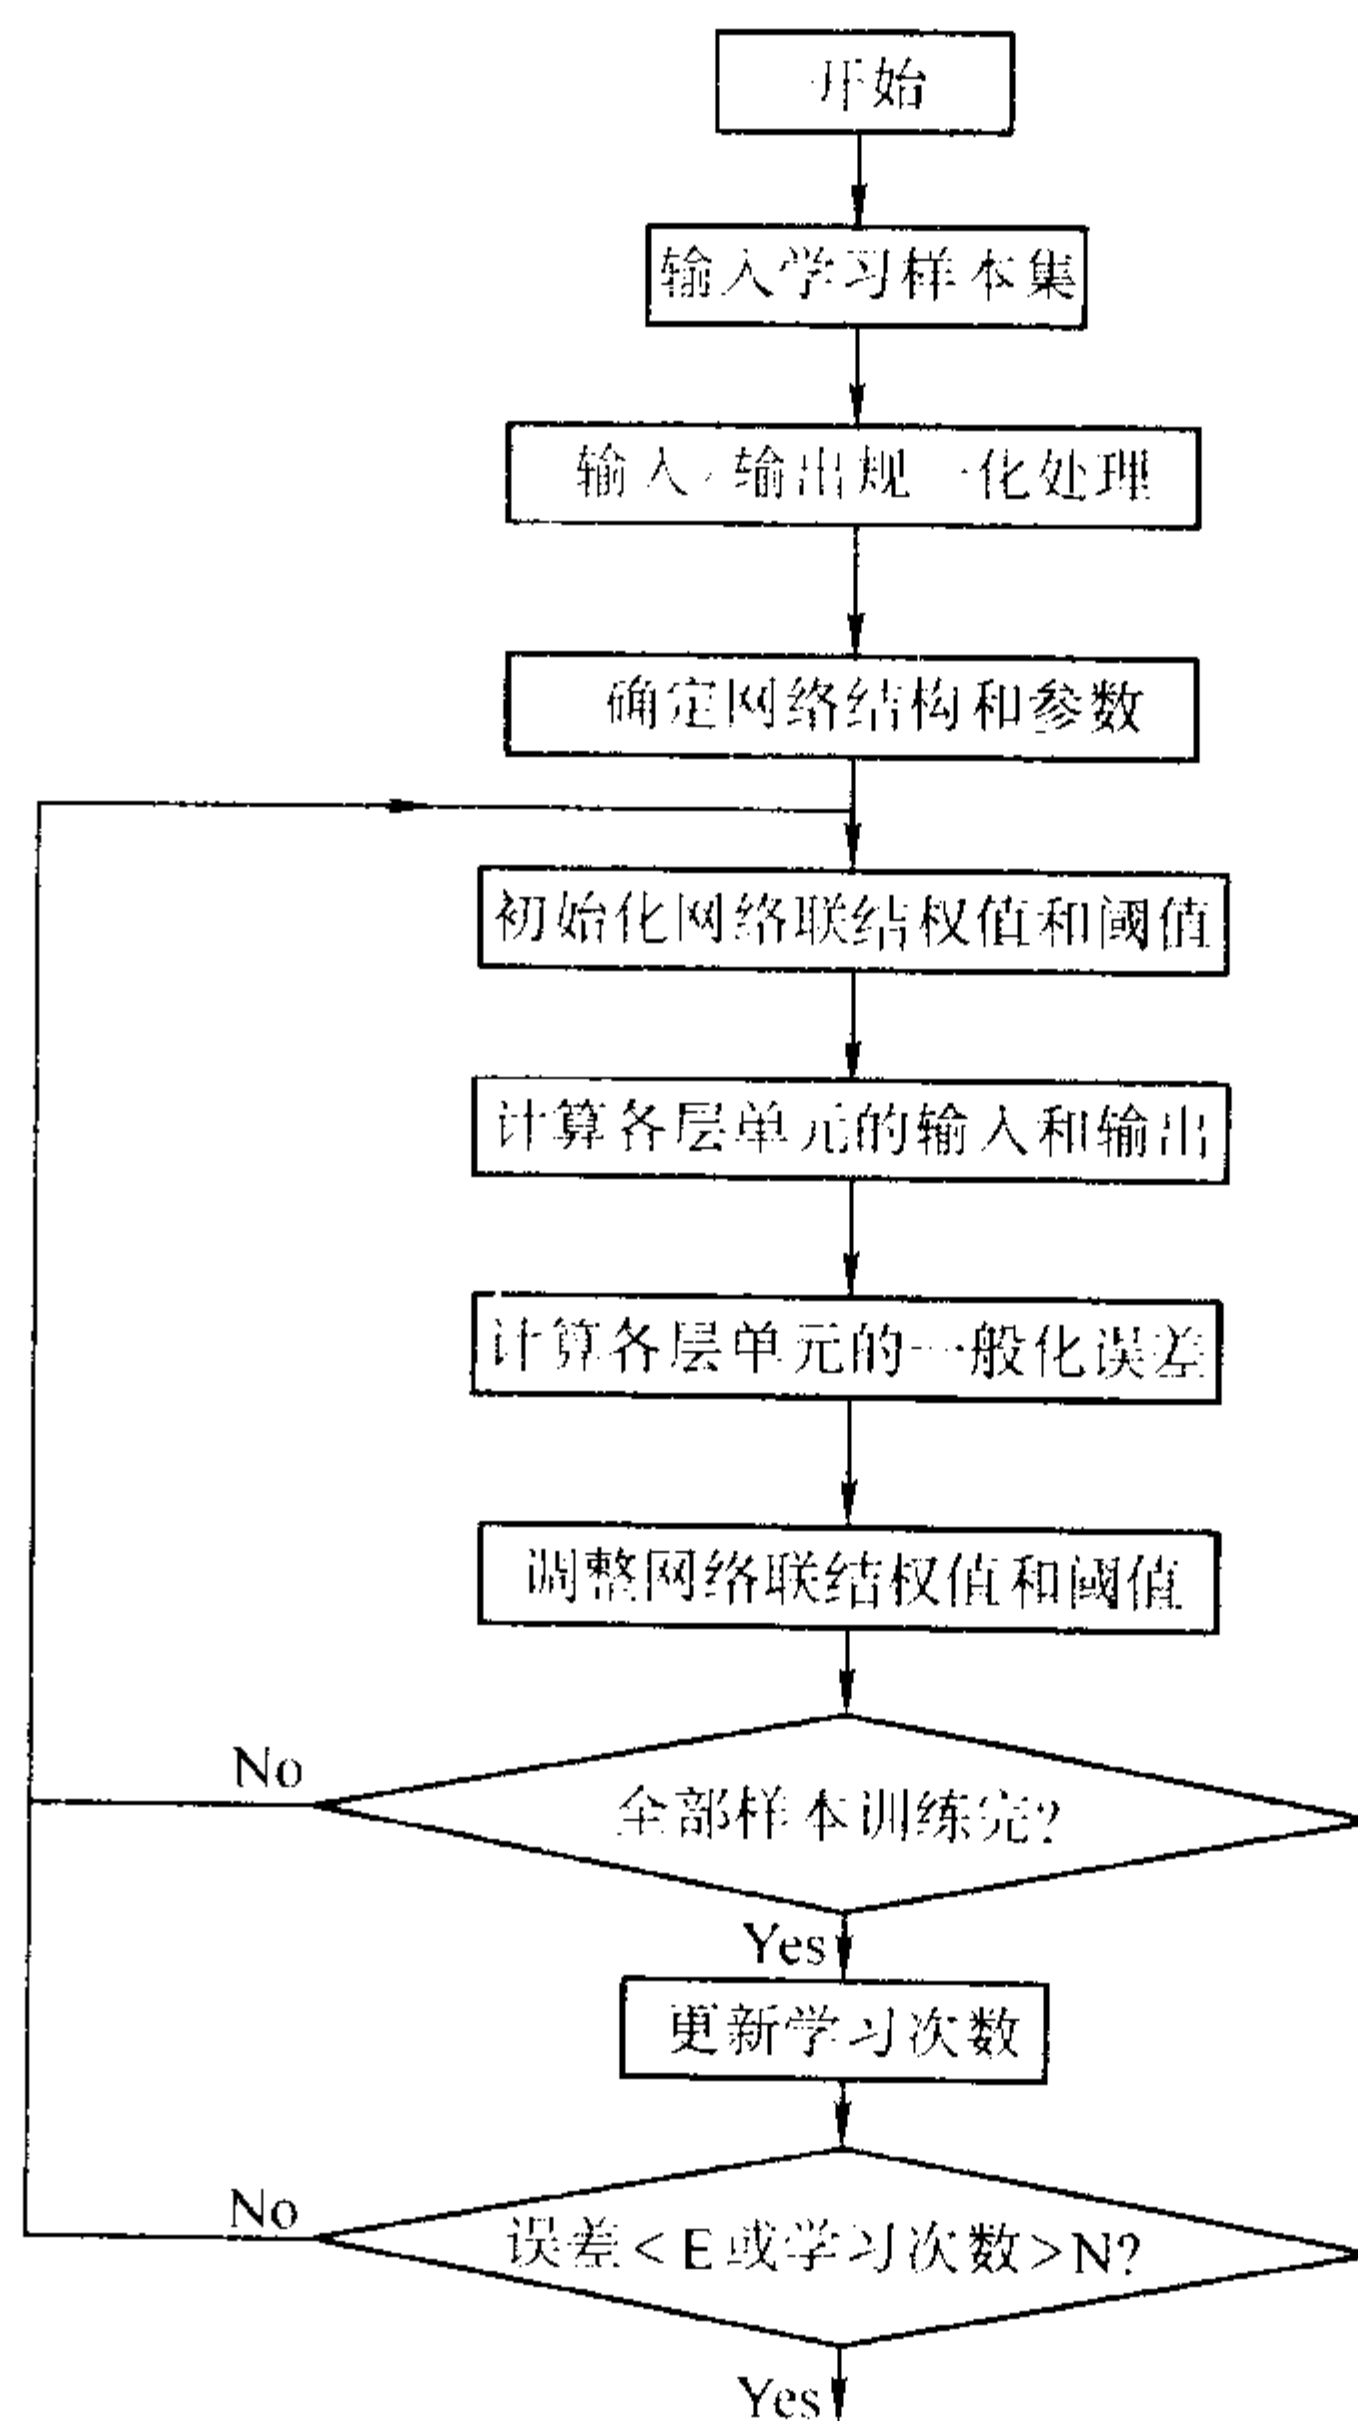 开始
输入学习样本集
输入/输出规一化处理
确定网络结构和参数
初始化网络联结权值和阈值
计算各层单元的输入和输出
计算各层单元的一般化误差
调整网络联结权值和阈值
No
全部样本训练完?
Yes
更新学习次数
No
误差<E或学习次数>N?
Yes